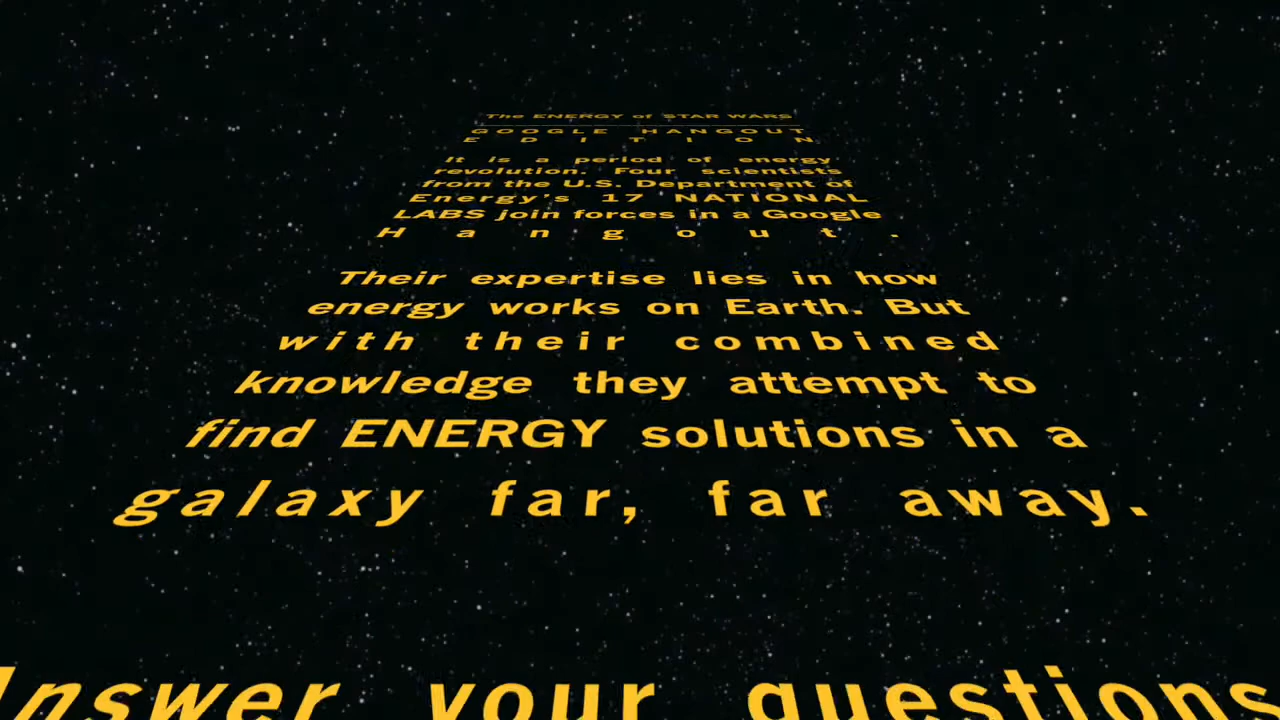 The ENERGY of STAR WARS
GOOGLE HANGOUT
EDITION
It is a period of energy
revolution. Four scientists
from the U.S. Department of
Energy's 17 NATIONAL
LABS join forces in a Google
Hangout.
Their expertise lies in how
energy works on Earth. But
with their combined
knowledge they attempt to
find ENERGY solutions in a
galaxy far, far away.
Answer your questions